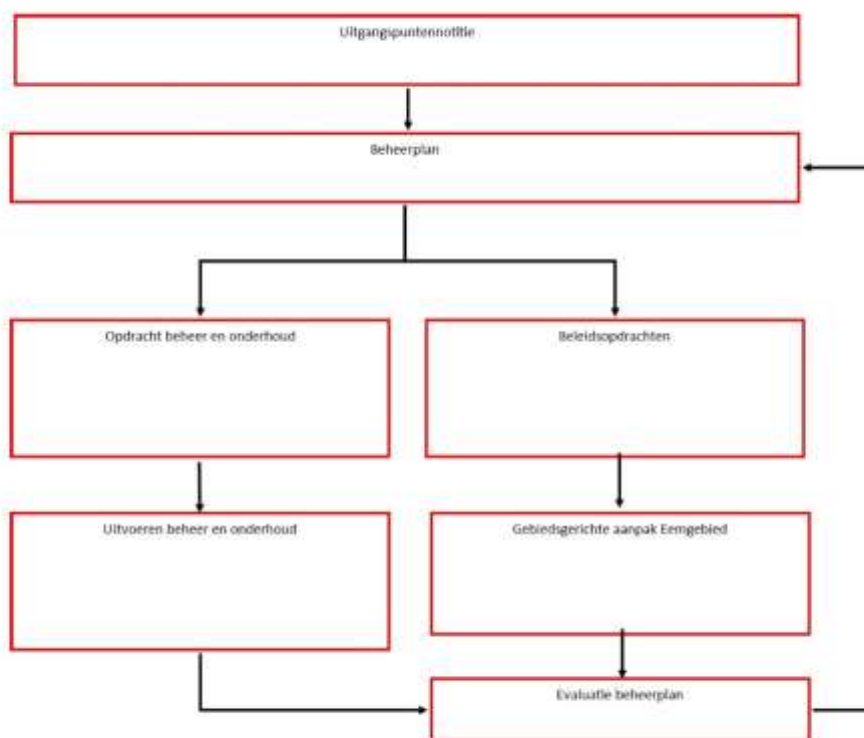 Uitgangspuntennotitie
Beheerplan
Opdracht beheer en onderhoud
Beleidsopdrachten
Uitvoeren beheer en onderhoud
Gebiedsgerichte aanpak Eemgebied
Evaluatie beheerplan